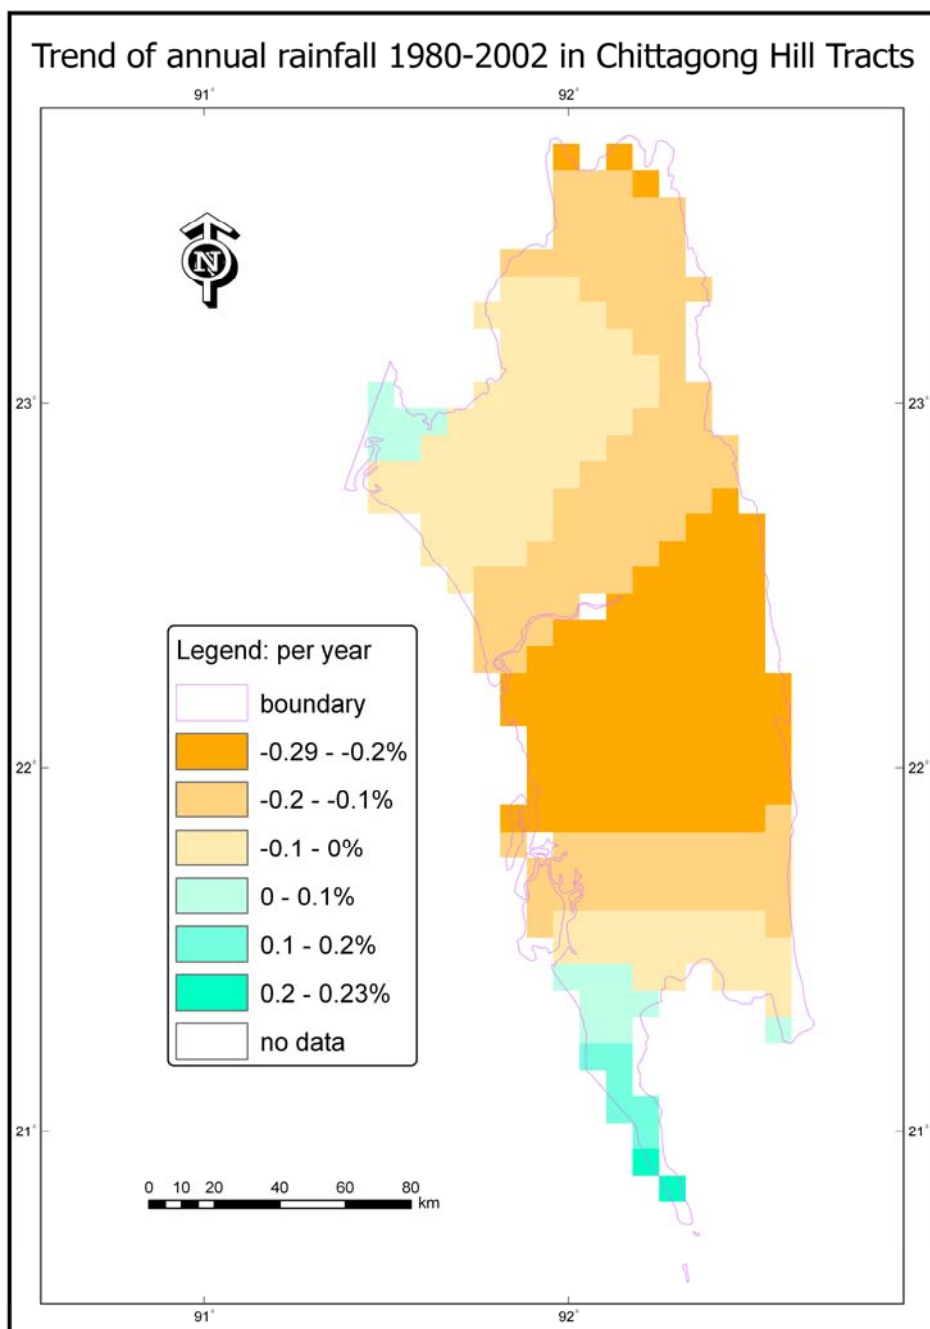 Trend of annual rainfall 1980-2002 in Chittagong Hill Tracts
91° 92°
N
23° 23°
Legend: per year
boundary
-0.29 - -0.2%
-0.2 - -0.1%
-0.1 - 0%
0 - 0.1%
0.1 - 0.2%
0.2 - 0.23%
no data
22° 22°
21° 21°
0 10 20 40 60 80
km
91° 92°